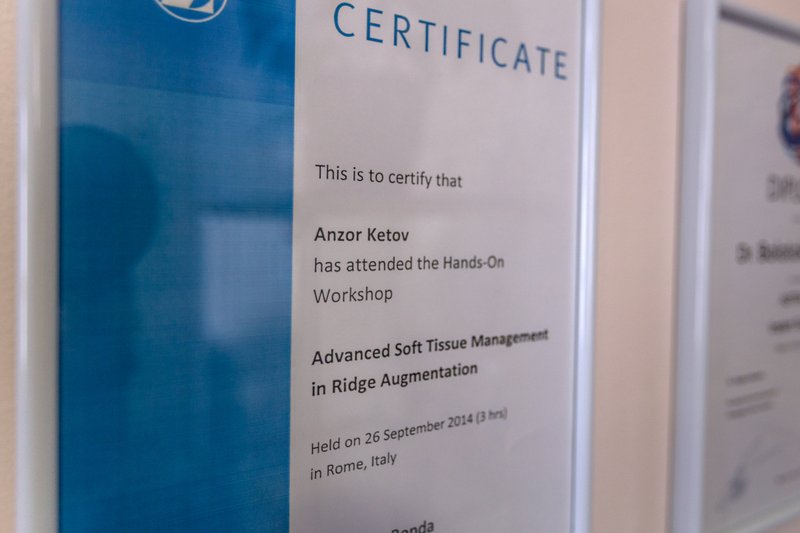 CERTIFICATE
This is to certify that
Anzor Ketov
has attended the Hands-On
Workshop
Advanced Soft Tissue Management
in Ridge Augmentation
Held on 26 September 2014 (3 hrs)
in Rome, Italy
Dr.